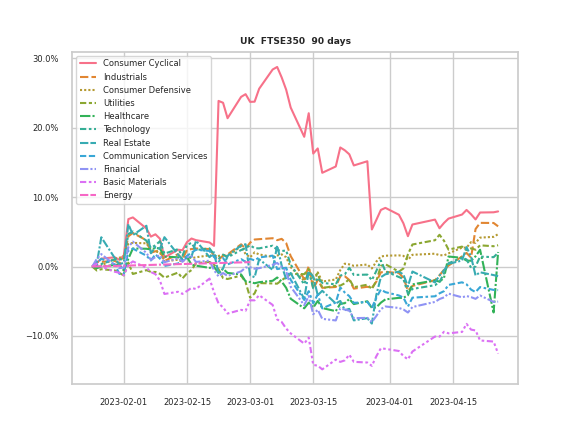 UK FTSE350 90 days
30.0%
20.0%
10.0%
0.0%
−10.0%
Consumer Cyclical
Industrials
Consumer Defensive
Utilities
Healthcare
Technology
Real Estate
Communication Services
Financial
Basic Materials
Energy
2023-02-01 2023-02-15 2023-03-01 2023-03-15 2023-04-01 2023-04-15